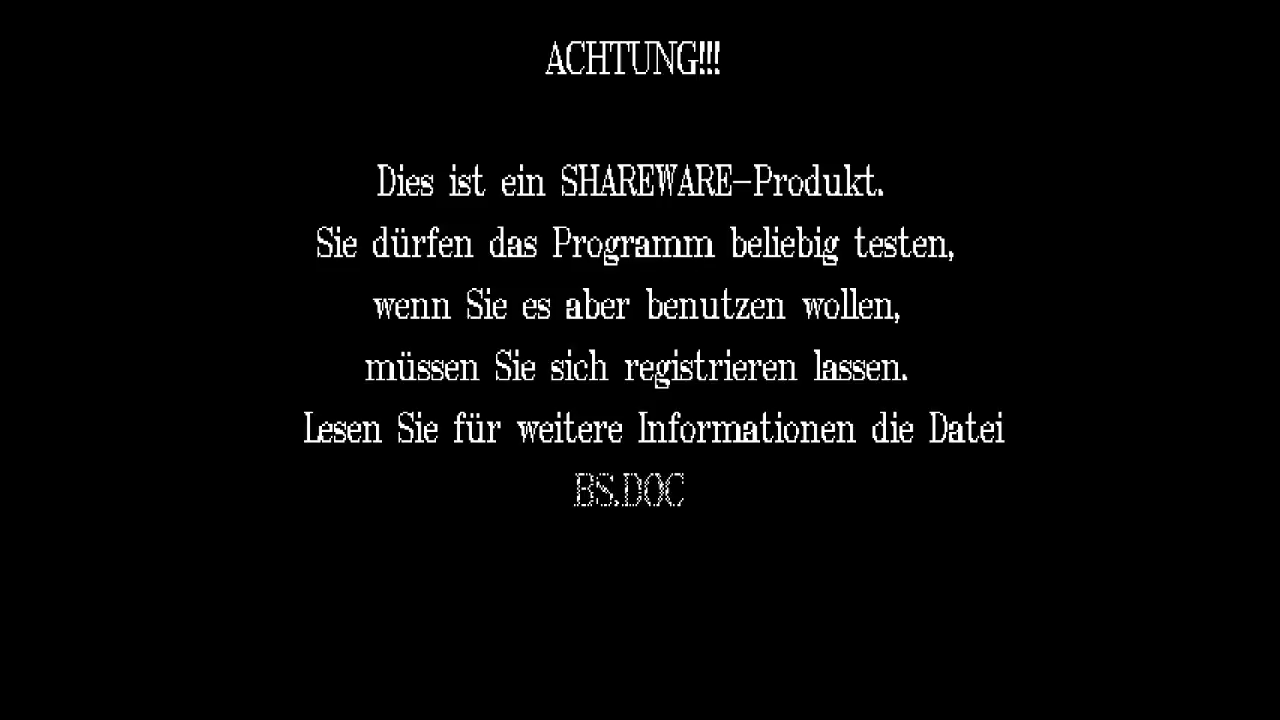 ACHTUNG!!!
Dies ist ein SHAREWARE-Produkt.
Sie dürfen das Programm beliebig testen,
wenn Sie es aber benutzen wollen,
müssen Sie sich registrieren lassen.
Lesen Sie für weitere Informationen die Datei
BS.DOC